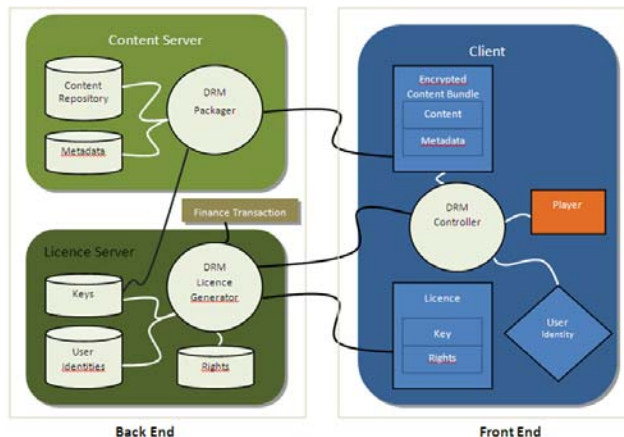 Content Server
Content
Repository
Metadata
DRM
Packager
Finance Transaction
Licence Server
Keys
User
Identities
DRM
Licence
Generator
Rights
Back End
Client
Encrypted
Content Bundle
Content
Metadata
DRM
Controller
Player
Licence
Key
Rights
User
Identity
Front End